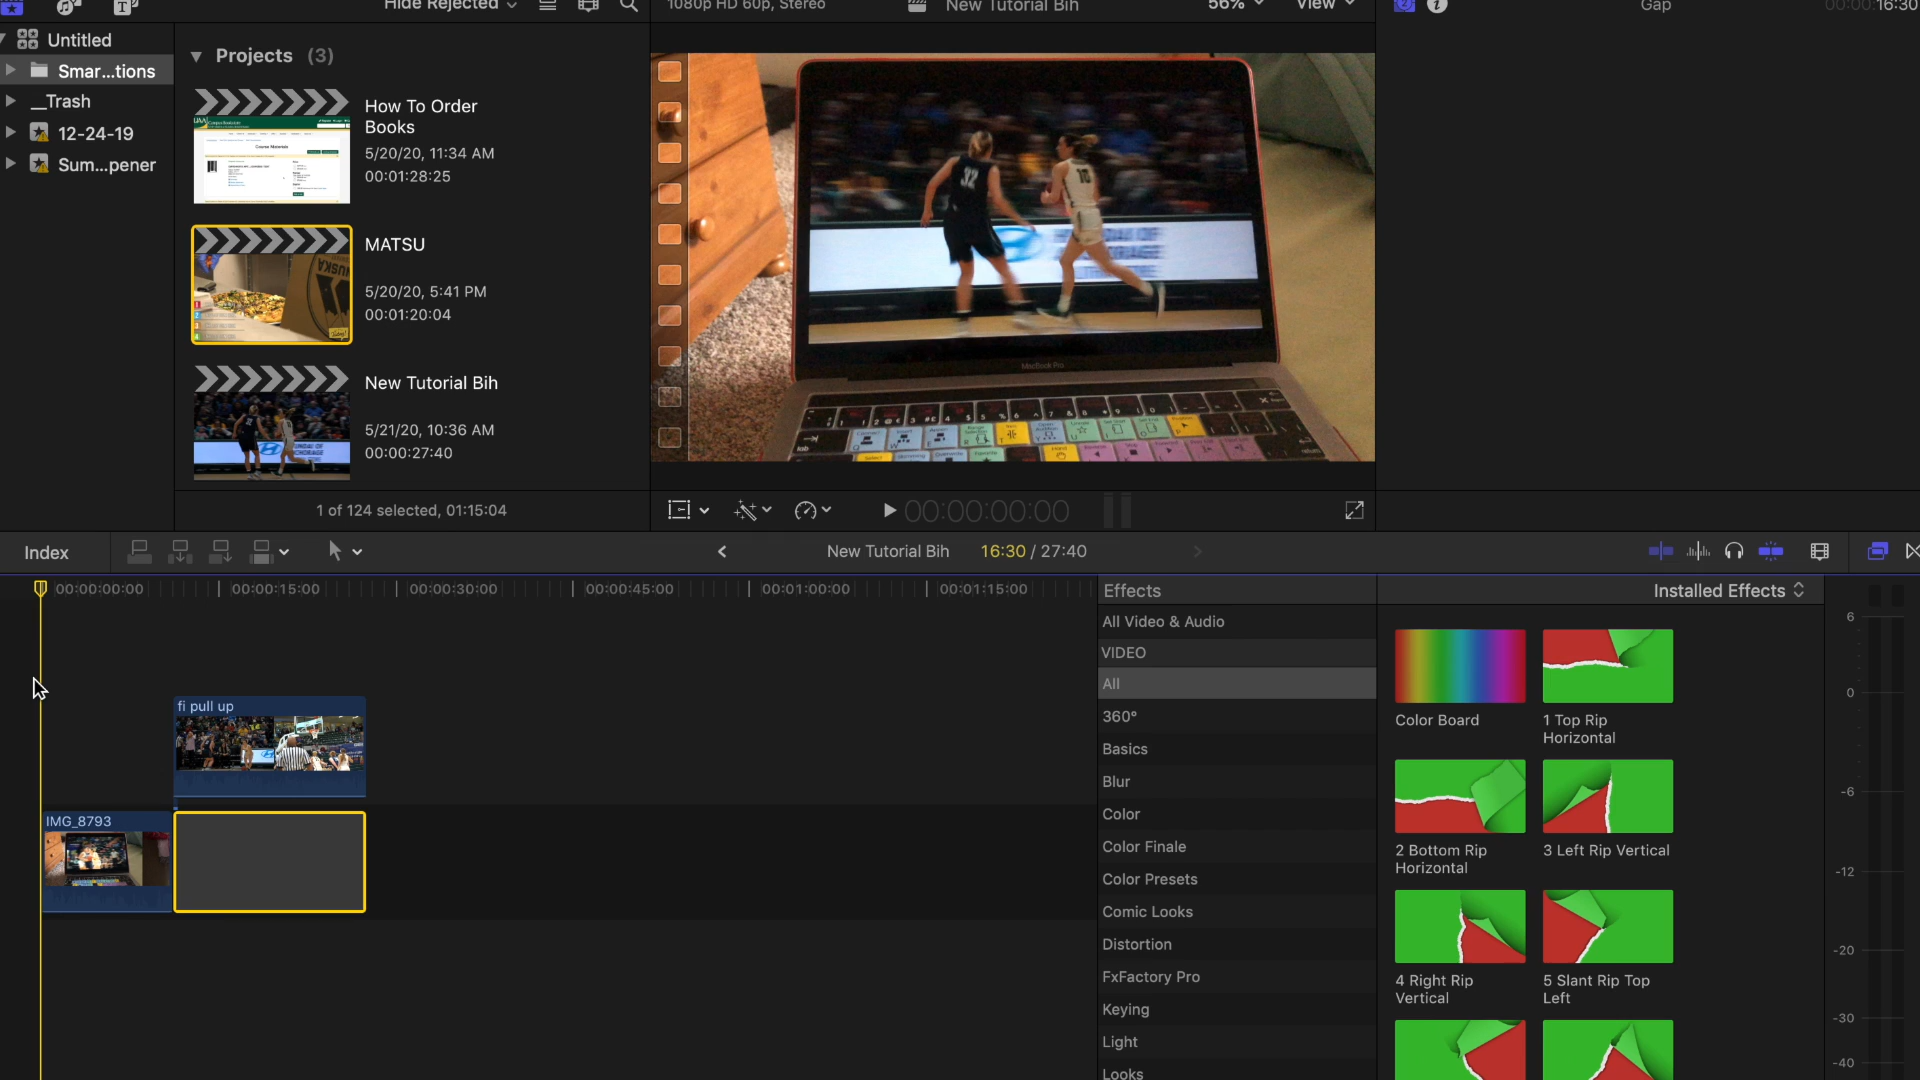 Hide Rejected
1080p HD 60p, Stereo
New Tutorial Bih
56%
View
Gap
00:00:16:30
Untitled
Smar...tions
__Trash
12-24-19
Sum...pener
Projects (3)
How To Order
Books
5/20/20, 11:34 AM
00:01:28:25
MATSU
5/20/20, 5:41 PM
00:01:20:04
New Tutorial Bih
5/21/20, 10:36 AM
00:00:27:40
1 of 124 selected, 01:15:04
32
10
MacBook Pro
00:00:00:00
Index
New Tutorial Bih
16:30 / 27:40
00:00:00:00
00:00:15:00
00:00:30:00
00:00:45:00
00:01:00:00
00:01:15:00
fi pull up
IMG_8793
Effects
Installed Effects
All Video & Audio
VIDEO
All
360°
Basics
Blur
Color
Color Finale
Color Presets
Comic Looks
Distortion
FxFactory Pro
Keying
Light
Looks
Color Board
1 Top Rip
Horizontal
2 Bottom Rip
Horizontal
3 Left Rip Vertical
4 Right Rip
Vertical
5 Slant Rip Top
Left
6
0
-6
-12
-20
-30
-40